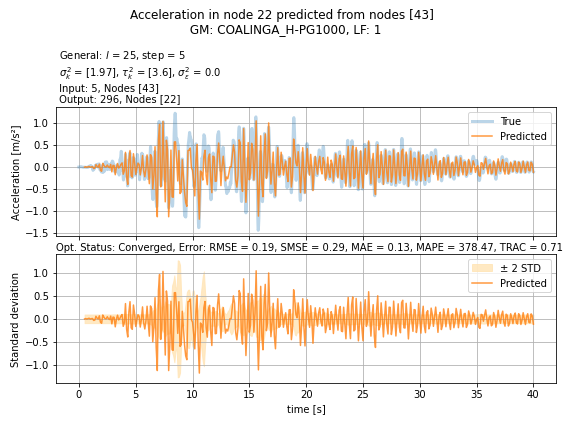 Acceleration in node 22 predicted from nodes [43]
GM: COALINGA_H-PG1000, LF: 1
General: l = 25, step = 5
σ²ₖ = [1.97], τ²ₖ = [3.6], σ²ε = 0.0
Input: 5, Nodes [43]
Output: 296, Nodes [22]
Acceleration [m/s²]
1.0
0.5
0.0
−0.5
−1.0
−1.5
True
Predicted
Opt. Status: Converged, Error: RMSE = 0.19, SMSE = 0.29, MAE = 0.13, MAPE = 378.47, TRAC = 0.71
Standard deviation
1.0
0.5
0.0
−0.5
−1.0
± 2 STD
Predicted
0 5 10 15 20 25 30 35 40
time [s]